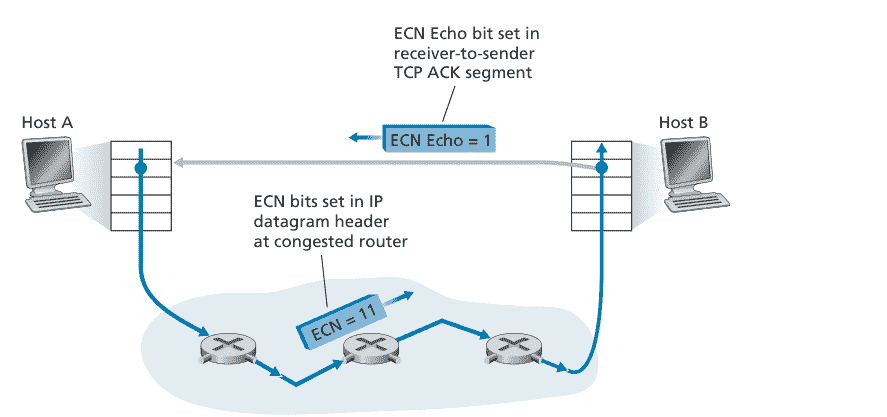 ECN Echo bit set in
receiver-to-sender
TCP ACK segment
Host A
Host B
ECN Echo = 1
ECN bits set in IP
datagram header
at congested router
ECN = 11